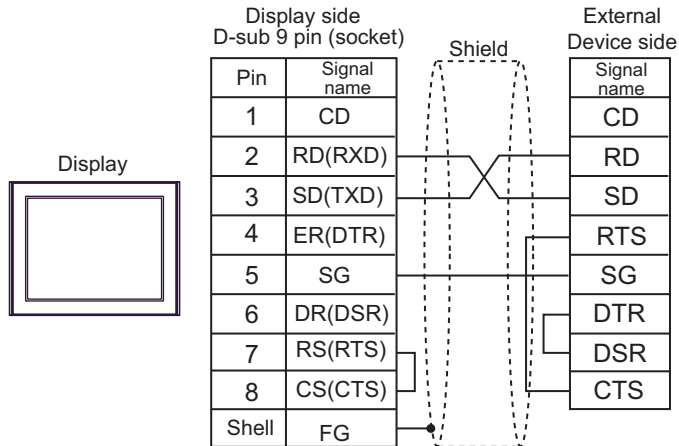 Display side
D-sub 9 pin (socket)
Shield
External
Device side
Display
Pin Signal name
Signal name
1 CD CD
2 RD(RXD) RD
3 SD(TXD) SD
4 ER(DTR) RTS
5 SG SG
6 DR(DSR) DTR
7 RS(RTS) DSR
8 CS(CTS) CTS
Shell FG